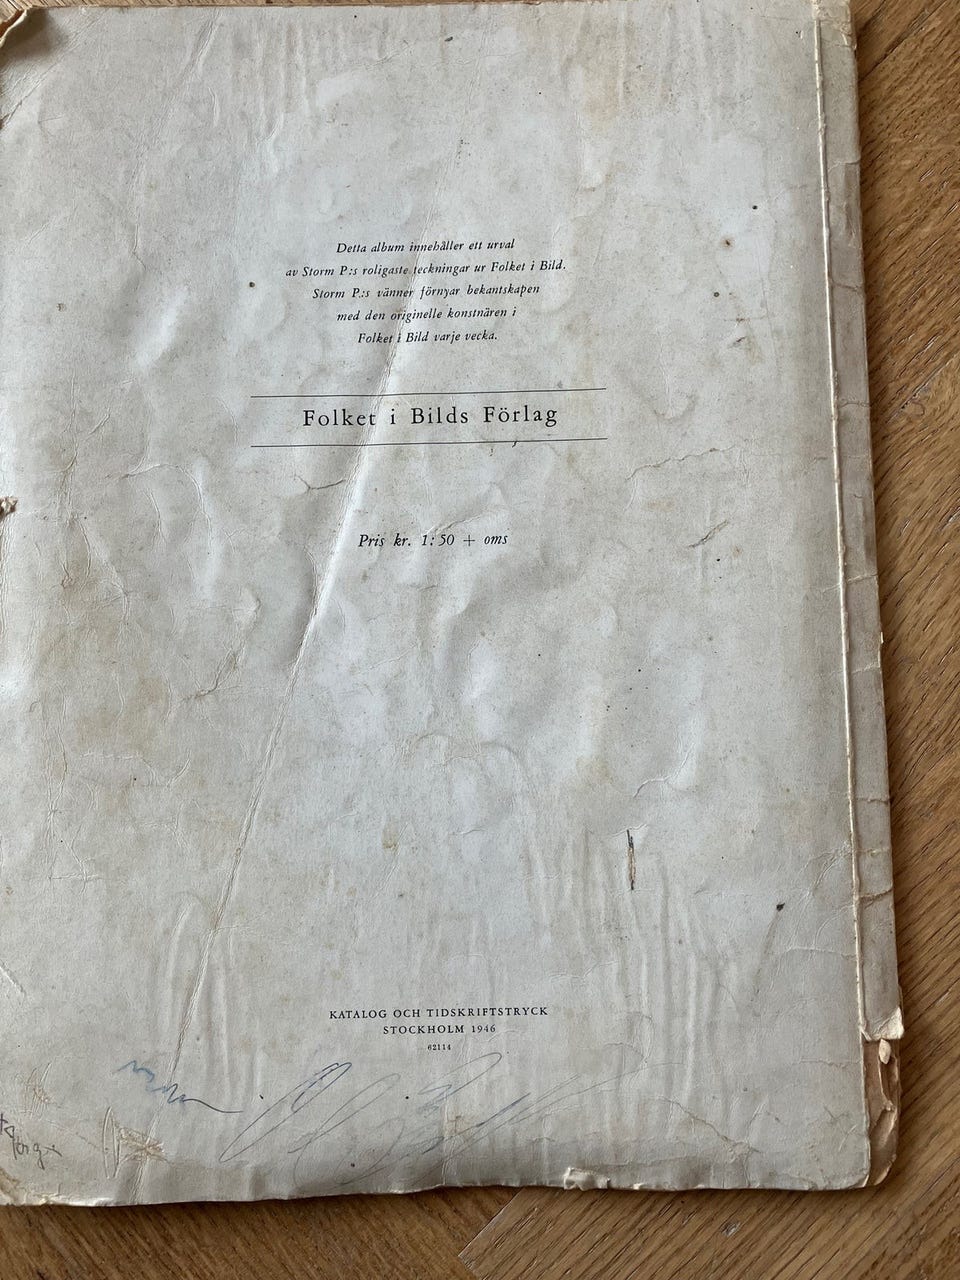 Detta album innehåller ett urval
av Storm P:s roligaste teckningar ur Folket i Bild.
Storm P.:s vänner förnyar bekantskapen
med den originelle konstnären i
Folket i Bild varje vecka.
Folket i Bilds Förlag
Pris kr. 1:50 + oms
KATALOG OCH TIDSKRIFTSTRYCK
STOCKHOLM 1946
62114